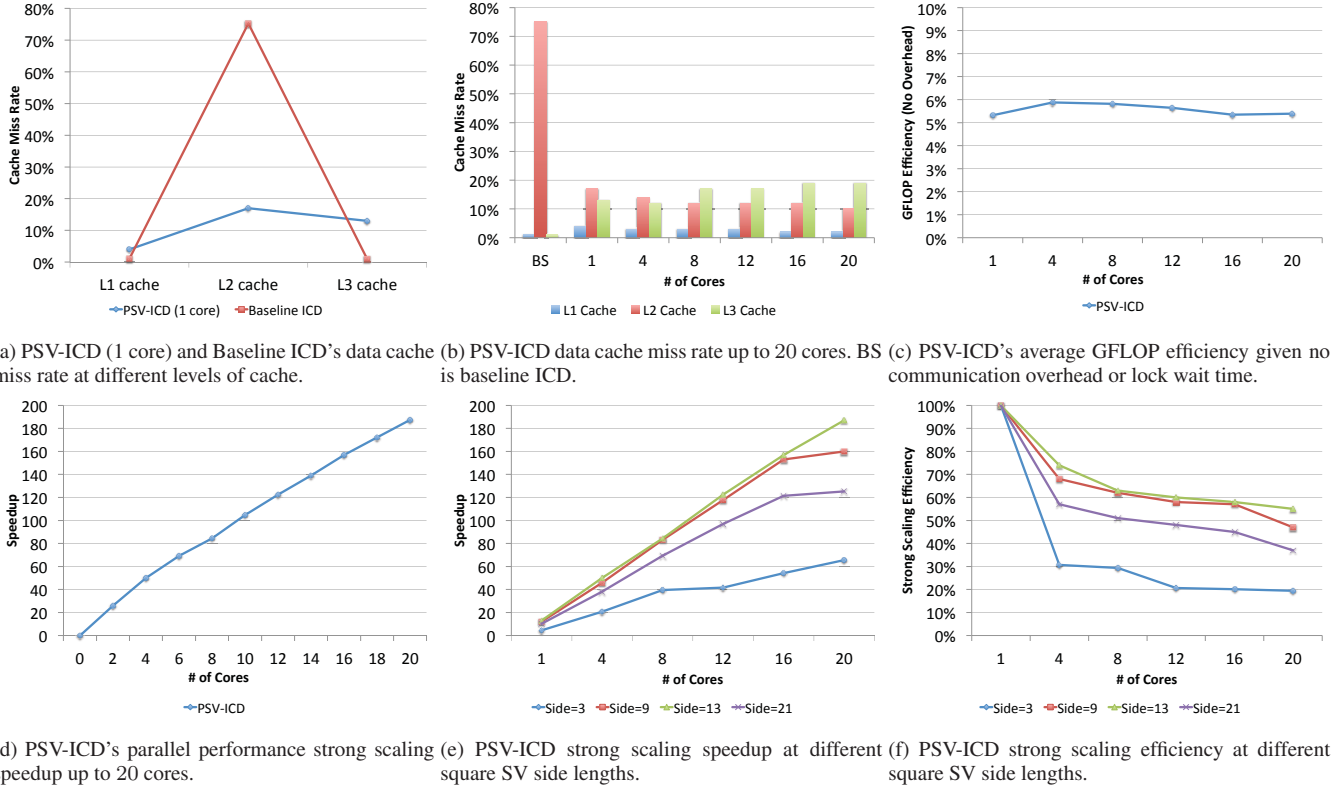 80%
70%
60%
50%
40%
30%
20%
10%
0%
Cache Miss Rate
L1 cache
L2 cache
L3 cache
PSV-ICD (1 core)
Baseline ICD
a) PSV-ICD (1 core) and Baseline ICD's data cache
miss rate at different levels of cache.
80%
70%
60%
50%
40%
30%
20%
10%
0%
Cache Miss Rate
BS
1
4
8
12
16
20
# of Cores
L1 Cache
L2 Cache
L3 Cache
(b) PSV-ICD data cache miss rate up to 20 cores. BS
is baseline ICD.
10%
9%
8%
7%
6%
5%
4%
3%
2%
1%
0%
GFLOP Efficiency (No Overhead)
1
4
8
12
16
20
# of Cores
PSV-ICD
(c) PSV-ICD's average GFLOP efficiency given no
communication overhead or lock wait time.
200
180
160
140
120
100
80
60
40
20
0
Speedup
0
2
4
6
8
10
12
14
16
18
20
# of Cores
PSV-ICD
d) PSV-ICD's parallel performance strong scaling
speedup up to 20 cores.
200
180
160
140
120
100
80
60
40
20
0
Speedup
1
4
8
12
16
20
# of Cores
Side=3
Side=9
Side=13
Side=21
(e) PSV-ICD strong scaling speedup at different
square SV side lengths.
100%
90%
80%
70%
60%
50%
40%
30%
20%
10%
0%
Strong Scaling Efficiency
1
4
8
12
16
20
# of Cores
Side=3
Side=9
Side=13
Side=21
(f) PSV-ICD strong scaling efficiency at different
square SV side lengths.